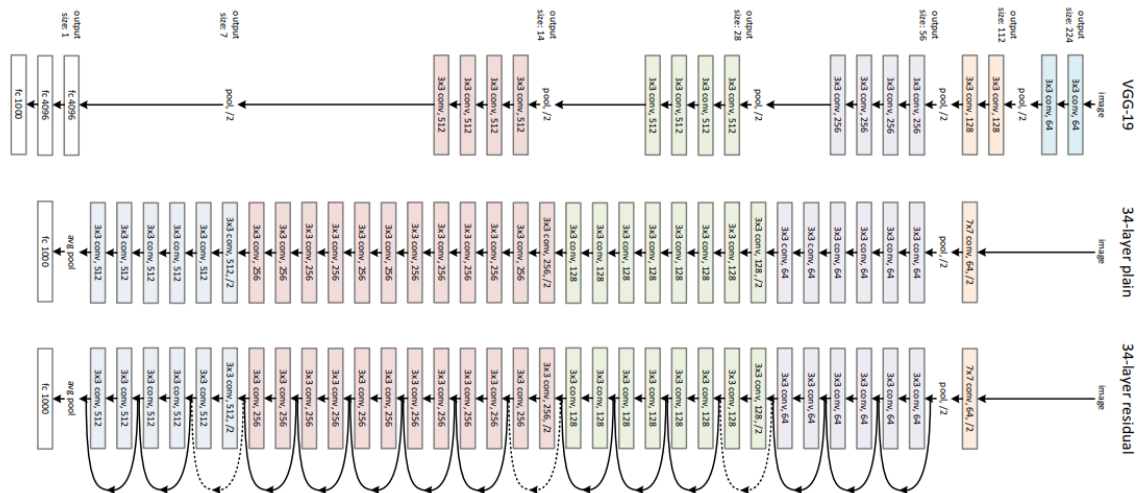 output
size: 224
output
size: 112
output
size: 56
output
size: 28
output
size: 14
output
size: 7
output
size: 1
VGG-19
image
3x3 conv, 64
3x3 conv, 64
pool, /2
3x3 conv, 128
3x3 conv, 128
pool, /2
3x3 conv, 256
3x3 conv, 256
3x3 conv, 256
3x3 conv, 256
pool, /2
3x3 conv, 512
3x3 conv, 512
3x3 conv, 512
3x3 conv, 512
pool, /2
3x3 conv, 512
3x3 conv, 512
3x3 conv, 512
3x3 conv, 512
pool, /2
fc 4096
fc 4096
fc 1000
34-layer plain
image
7x7 conv, 64, /2
pool, /2
3x3 conv, 64
3x3 conv, 64
3x3 conv, 64
3x3 conv, 64
3x3 conv, 64
3x3 conv, 64
3x3 conv, 128, /2
3x3 conv, 128
3x3 conv, 128
3x3 conv, 128
3x3 conv, 128
3x3 conv, 128
3x3 conv, 128
3x3 conv, 128
3x3 conv, 256, /2
3x3 conv, 256
3x3 conv, 256
3x3 conv, 256
3x3 conv, 256
3x3 conv, 256
3x3 conv, 256
3x3 conv, 256
3x3 conv, 256
3x3 conv, 256
3x3 conv, 256
3x3 conv, 256
3x3 conv, 512, /2
3x3 conv, 512
3x3 conv, 512
3x3 conv, 512
3x3 conv, 512
3x3 conv, 512
avg pool
fc 1000
34-layer residual
image
7x7 conv, 64, /2
pool, /2
3x3 conv, 64
3x3 conv, 64
3x3 conv, 64
3x3 conv, 64
3x3 conv, 64
3x3 conv, 64
3x3 conv, 128, /2
3x3 conv, 128
3x3 conv, 128
3x3 conv, 128
3x3 conv, 128
3x3 conv, 128
3x3 conv, 128
3x3 conv, 128
3x3 conv, 256, /2
3x3 conv, 256
3x3 conv, 256
3x3 conv, 256
3x3 conv, 256
3x3 conv, 256
3x3 conv, 256
3x3 conv, 256
3x3 conv, 256
3x3 conv, 256
3x3 conv, 256
3x3 conv, 256
3x3 conv, 512, /2
3x3 conv, 512
3x3 conv, 512
3x3 conv, 512
3x3 conv, 512
3x3 conv, 512
avg pool
fc 1000